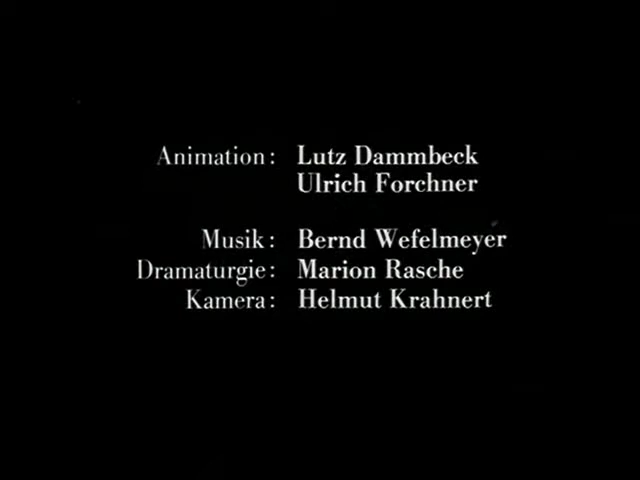 Animation: Lutz Dammbeck
Ulrich Forchner
Musik: Bernd Wefelmeyer
Dramaturgie: Marion Rasche
Kamera: Helmut Krahnert